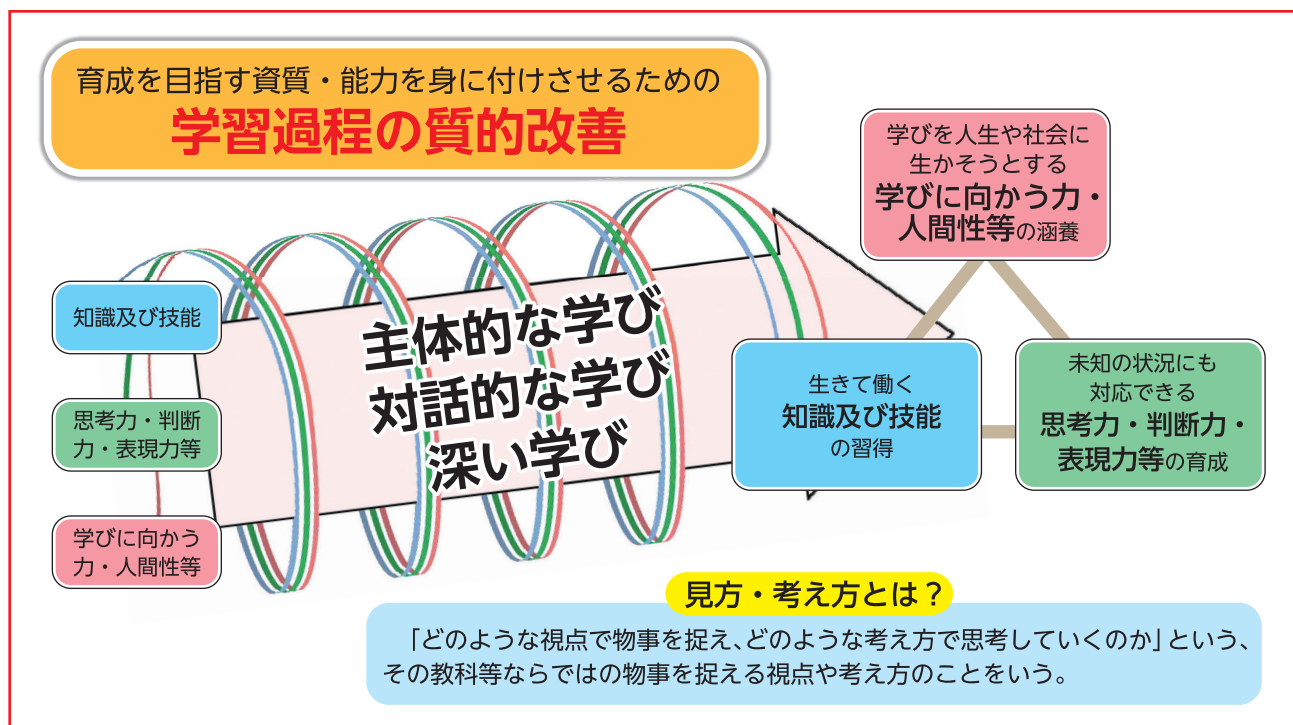 育成を目指す資質・能力を身に付けさせるための
学習過程の質的改善
知識及び技能
思考力・判断
力・表現力等
学びに向かう
力・人間性等
主体的な学び
対話的な学び
深い学び
学びを人生や社会に
生かそうとする
学びに向かう力・
人間性等の涵養
生きて働く
知識及び技能
の習得
未知の状況にも
対応できる
思考力・判断力・
表現力等の育成
見方・考え方とは？
「どのような視点で物事を捉え、どのような考え方で思考していくのか」という、
その教科等ならではの物事を捉える視点や考え方のことをいう。